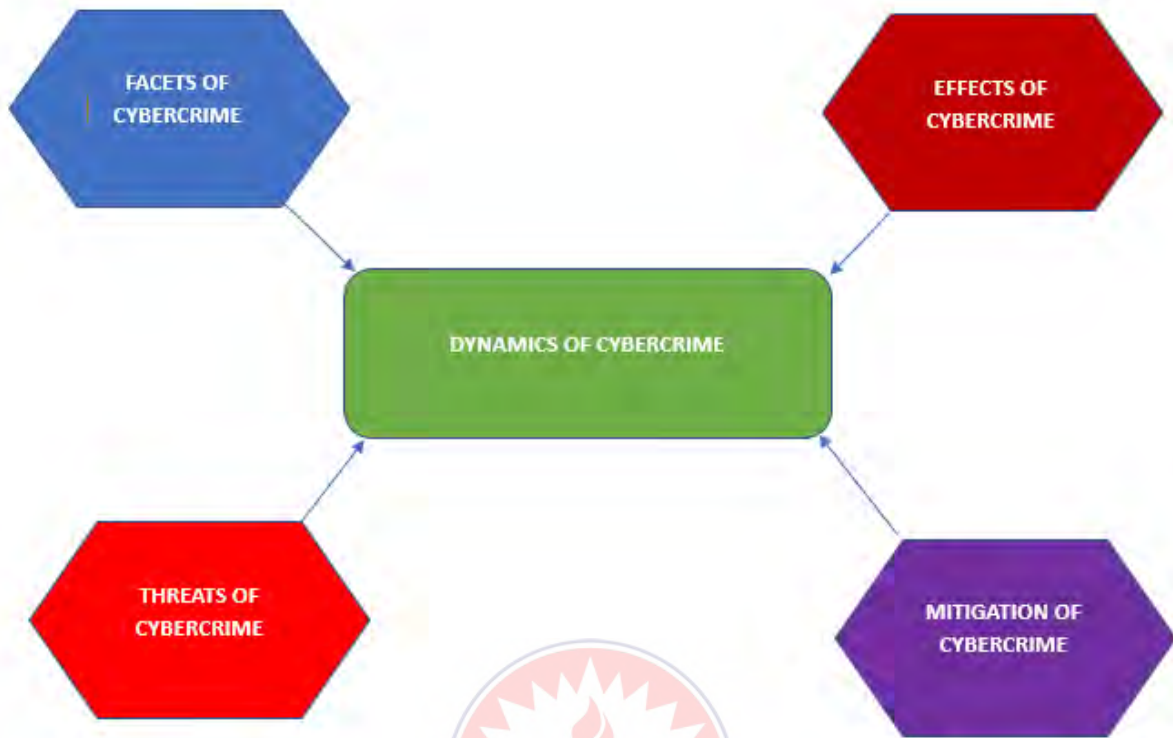 FACETS OF
CYBERCRIME
EFFECTS OF
CYBERCRIME
DYNAMICS OF CYBERCRIME
THREATS OF
CYBERCRIME
MITIGATION OF
CYBERCRIME